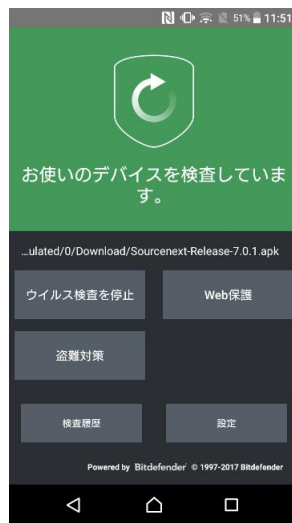 51% 11:51
お使いのデバイスを検査していま
す。
...ulated/0/Download/Sourcenext-Release-7.0.1.apk
ウイルス検査を停止 Web保護
盗難対策
検査履歴 設定
Powered by Bitdefender © 1997-2017 Bitdefender